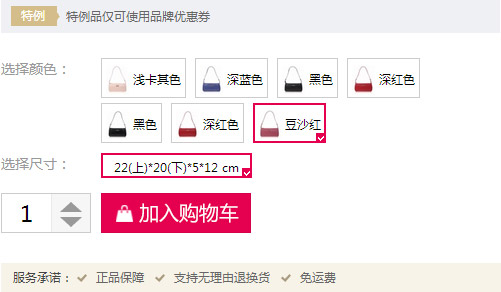 特例 特例品仅可使用品牌优惠券
选择颜色： 浅卡其色 深蓝色 黑色 深红色
黑色 深红色 豆沙红
选择尺寸： 22(上)*20(下)*5*12 cm
1 加入购物车
服务承诺： 正品保障 支持无理由退换货 免运费